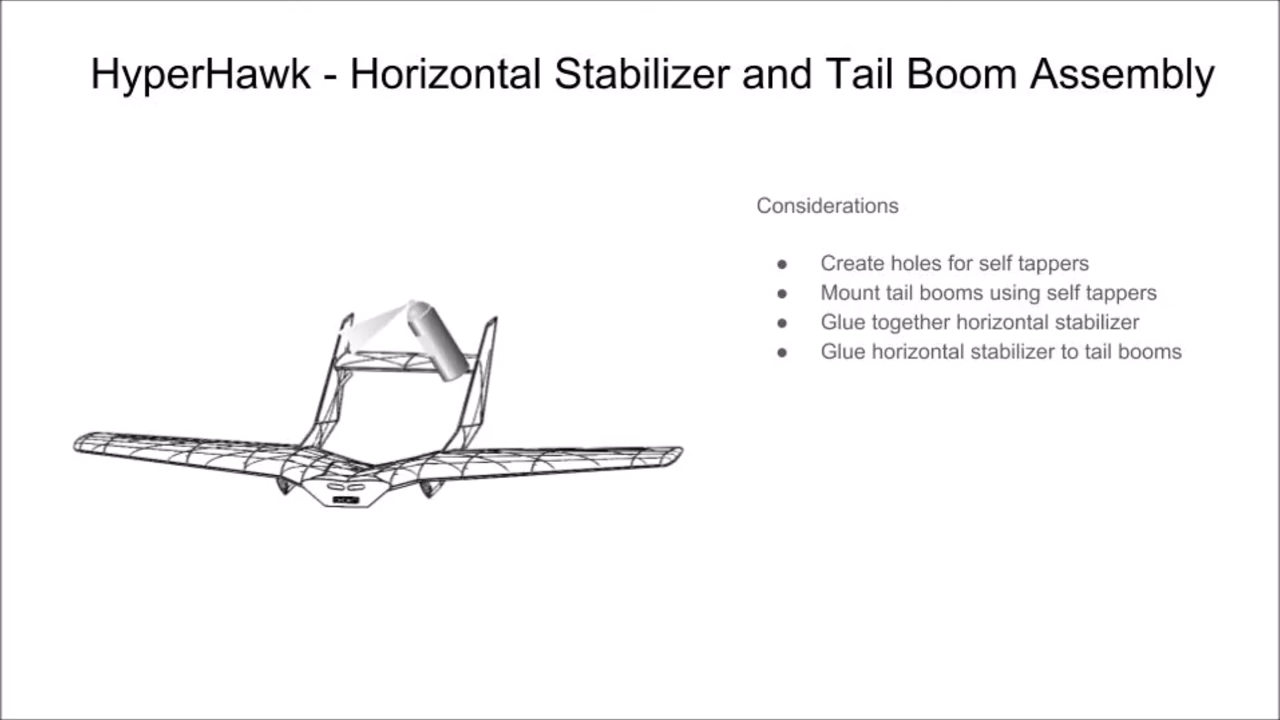 HyperHawk - Horizontal Stabilizer and Tail Boom Assembly
Considerations
● Create holes for self tappers
● Mount tail booms using self tappers
● Glue together horizontal stabilizer
● Glue horizontal stabilizer to tail booms